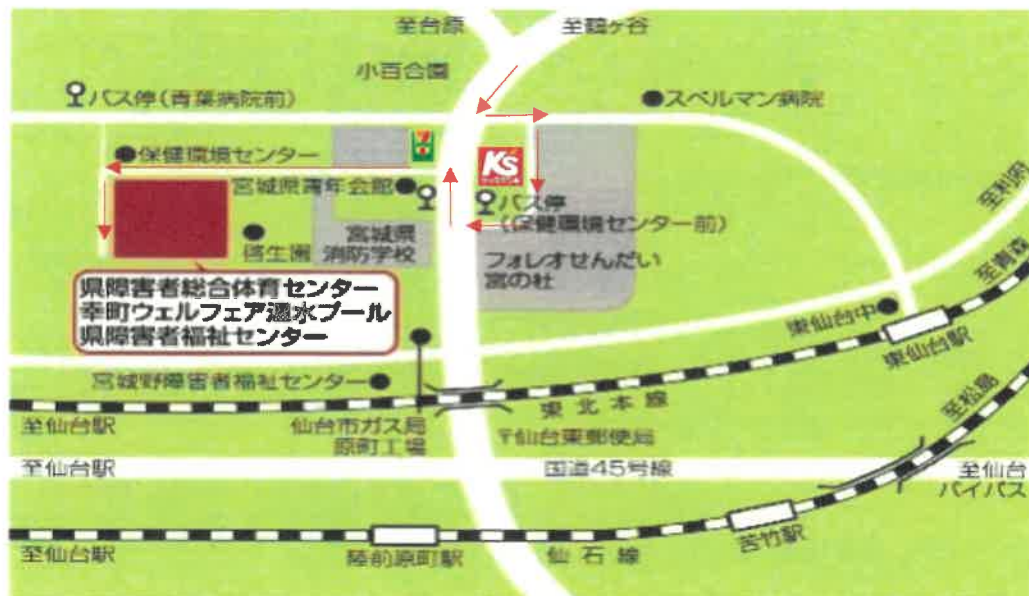 至台原
至鶴ヶ谷
小百合園
バス停(青葉病院前)
スペルマン病院
保健環境センター
K's
宮城県青年会館
バス停
(保健環境センター前)
至利府
啓生園
宮城県
消防学校
フォレオせんだい
宮の杜
至青森
県障害者総合体育センター
幸町ウェルフェア温水プール
県障害者福祉センター
東仙台中
東仙台駅
宮城野障害者福祉センター
東北本線
至松島
至仙台駅
仙台市ガス局
原町工場
〒仙台東郵便局
至仙台駅
国道45号線
至仙台
バイパス
苦竹駅
至仙台駅
陸前原町駅
仙石線